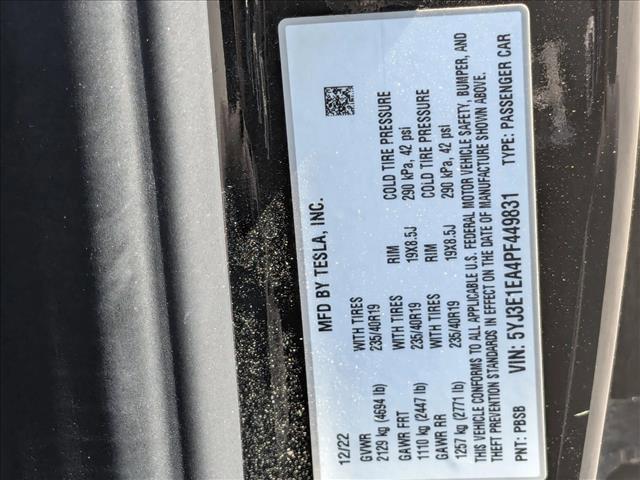 MFD BY TESLA, INC.
12/22
GVWR WITH TIRES RIM COLD TIRE PRESSURE
2129 kg (4694 lb) 235/40R19 19X8.5J 290 kPa, 42 psi
GAWR FRT WITH TIRES RIM COLD TIRE PRESSURE
1110 kg (2447 lb) 235/40R19 19X8.5J 290 kPa, 42 psi
GAWR RR WITH TIRES
1257 kg (2771 lb) 235/40R19
THIS VEHICLE CONFORMS TO ALL APPLICABLE U.S. FEDERAL MOTOR VEHICLE SAFETY, BUMPER, AND
THEFT PREVENTION STANDARDS IN EFFECT ON THE DATE OF MANUFACTURE SHOWN ABOVE.
PNT: PBSB VIN: 5YJ3E1EA4PF449831 TYPE: PASSENGER CAR